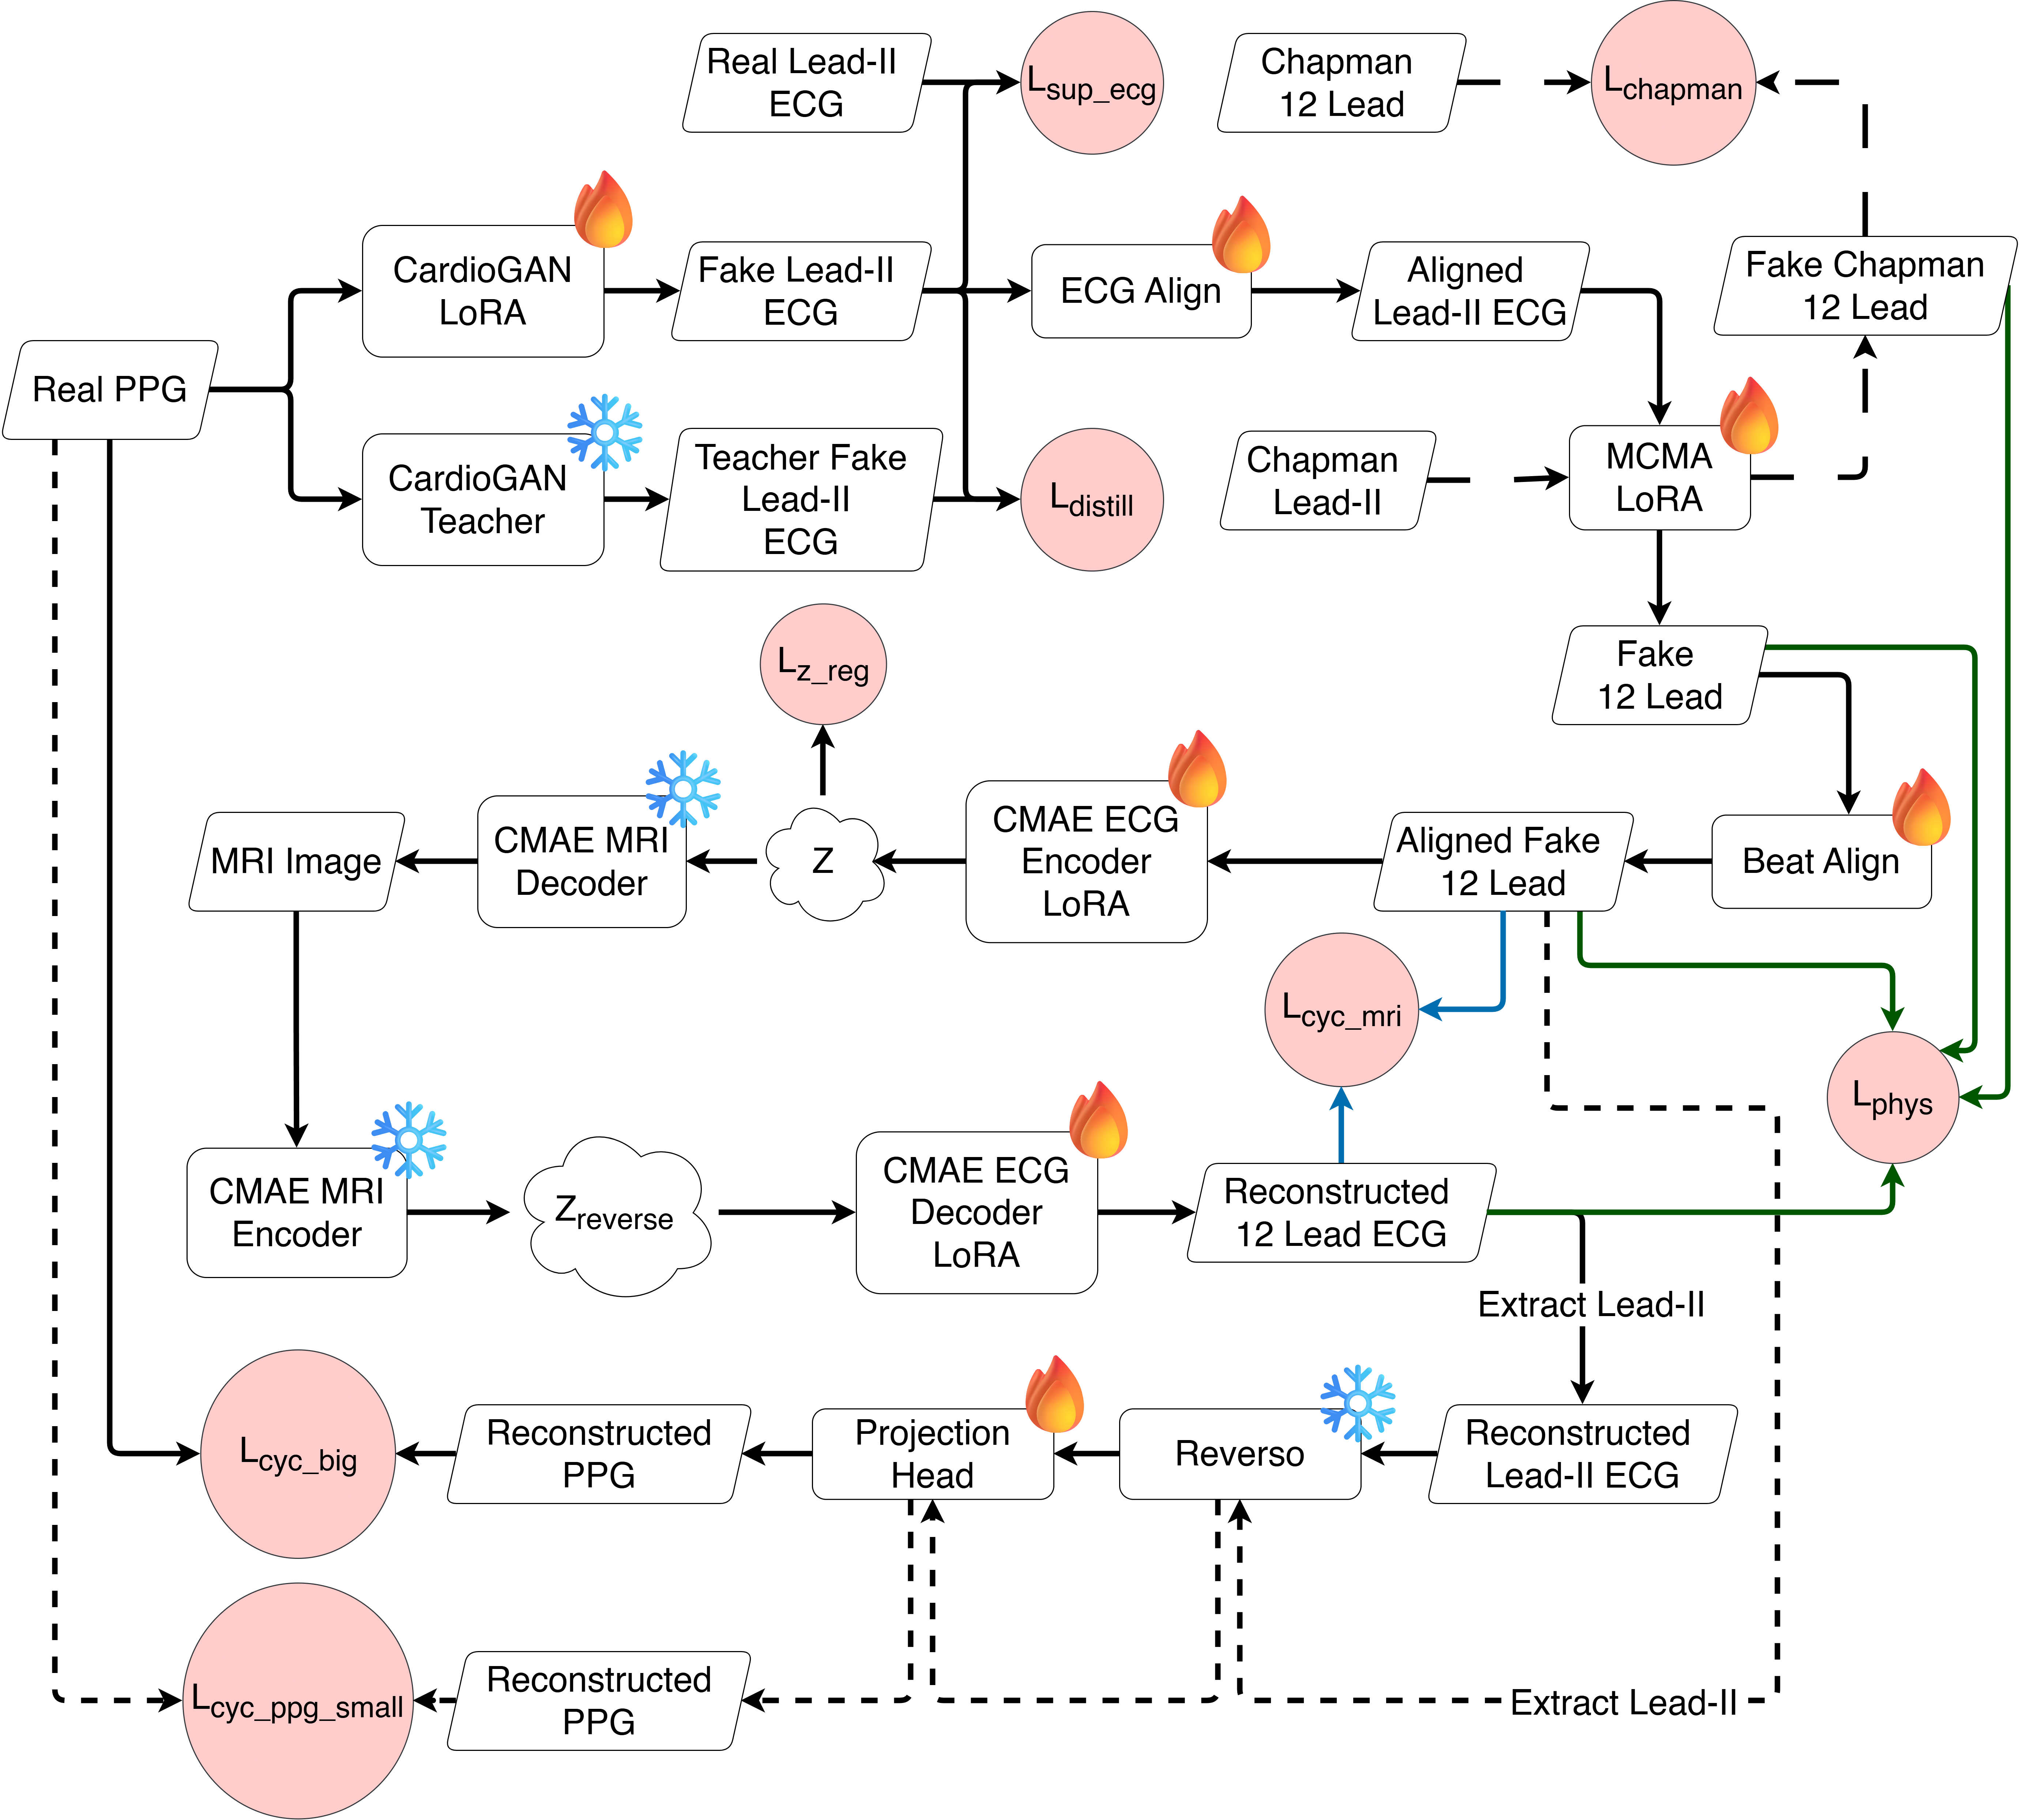 Real Lead-II
ECG
Lsup_ecg
Chapman
12 Lead
Lchapman
CardioGAN
LoRA
Fake Lead-II
ECG
ECG Align
Aligned
Lead-II ECG
Fake Chapman
12 Lead
Real PPG
CardioGAN
Teacher
Teacher Fake
Lead-II
ECG
Ldistill
Chapman
Lead-II
MCMA
LoRA
Lz_reg
Fake
12 Lead
MRI Image
CMAE MRI
Decoder
Z
CMAE ECG
Encoder
LoRA
Aligned Fake
12 Lead
Beat Align
Lcyc_mri
Lphys
CMAE MRI
Encoder
Zreverse
CMAE ECG
Decoder
LoRA
Reconstructed
12 Lead ECG
Extract Lead-II
Lcyc_big
Reconstructed
PPG
Projection
Head
Reverso
Reconstructed
Lead-II ECG
Lcyc_ppg_small
Reconstructed
PPG
Extract Lead-II